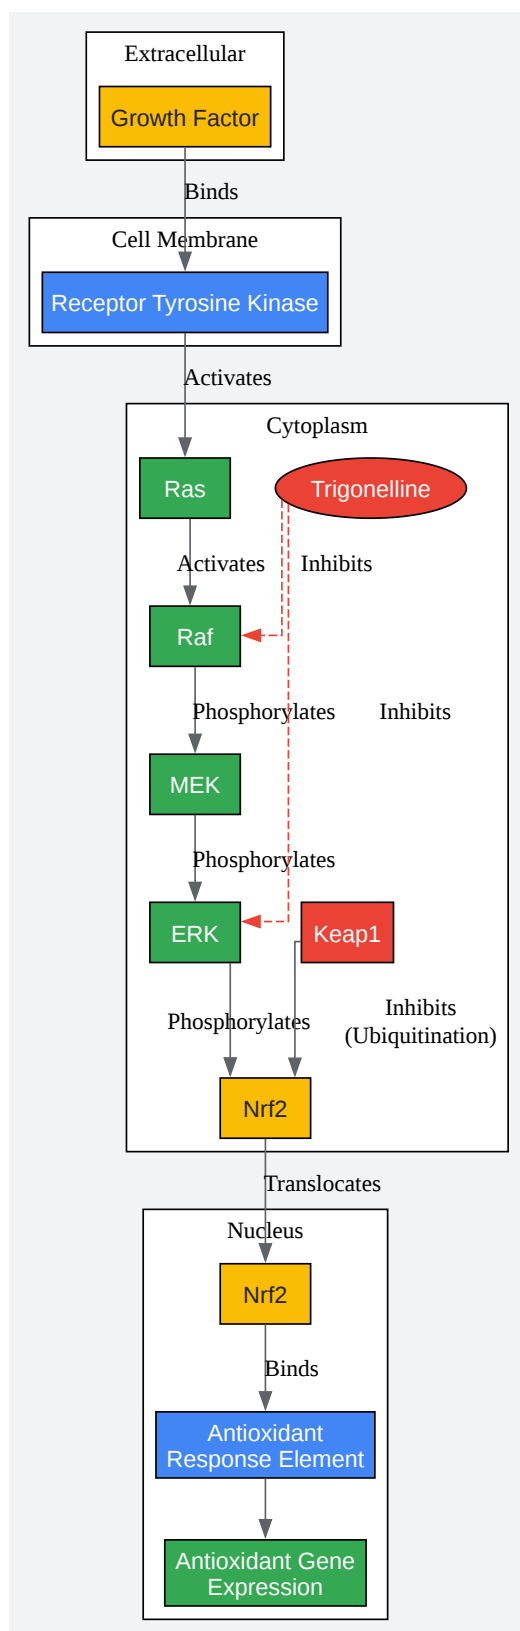 Extracellular
Growth Factor
Binds
Cell Membrane
Receptor Tyrosine Kinase
Activates
Cytoplasm
Ras
Trigonelline
Activates
Inhibits
Raf
Phosphorylates
Inhibits
MEK
Phosphorylates
ERK
Keap1
Phosphorylates
Inhibits
(Ubiquitination)
Nrf2
Translocates
Nucleus
Nrf2
Binds
Antioxidant
Response Element
Antioxidant Gene
Expression